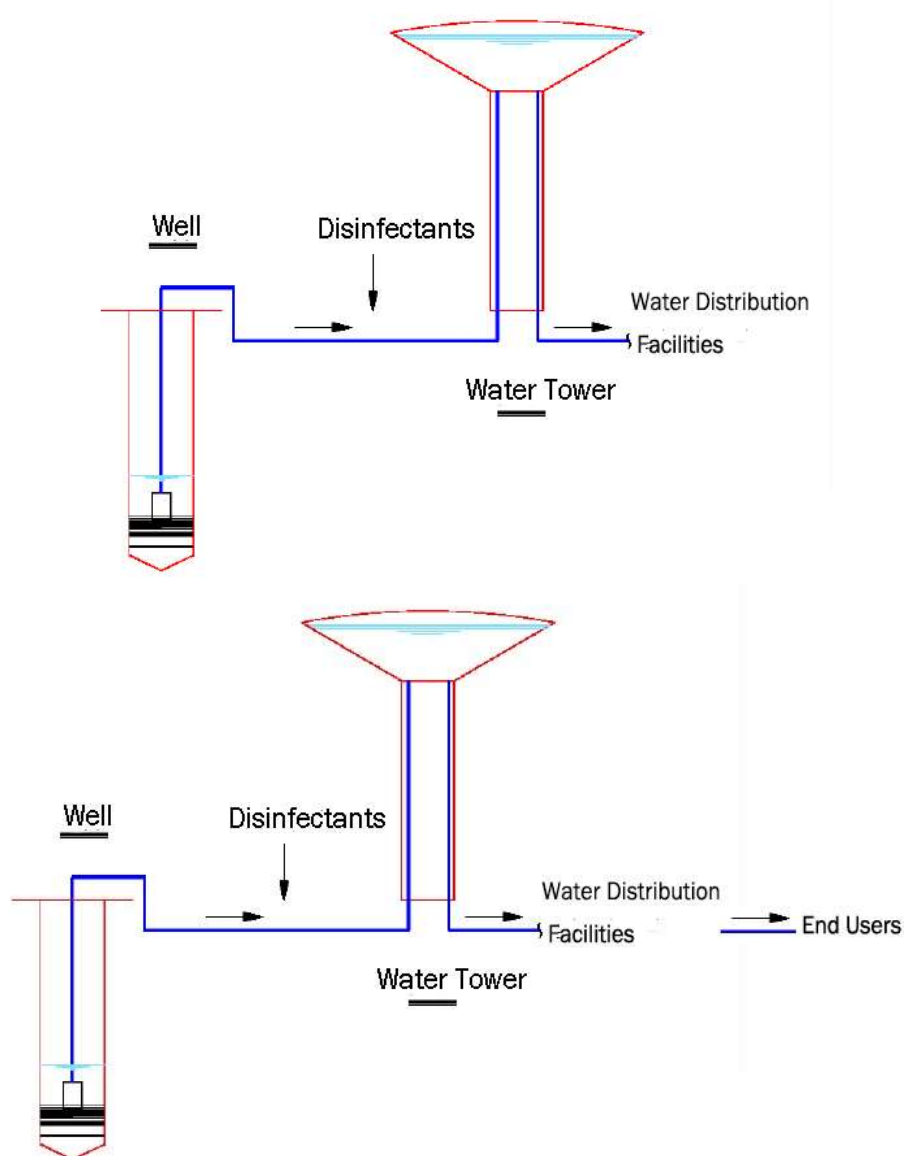 Well
Disinfectants
Water Distribution
Facilities
Water Tower
Well
Disinfectants
Water Distribution
Facilities
End Users
Water Tower